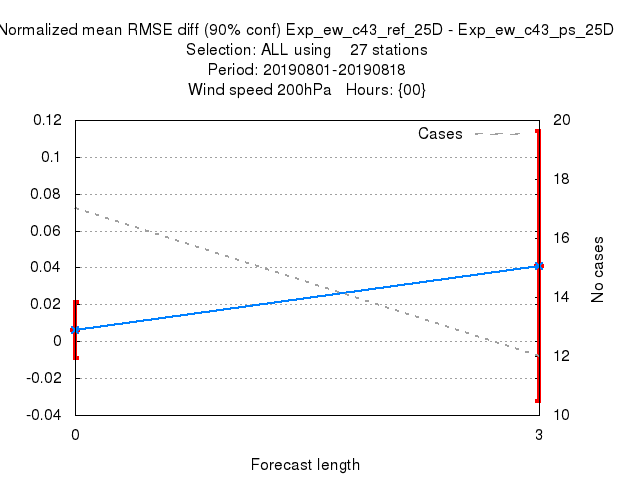 Normalized mean RMSE diff (90% conf) Exp_ew_c43_ref_25D - Exp_ew_c43_ps_25D
Selection: ALL using 27 stations
Period: 20190801-20190818
Wind speed 200hPa Hours: {00}
Cases
0.12
0.1
0.08
0.06
0.04
0.02
0
-0.02
-0.04
20
18
16
14
12
10
No cases
0
3
Forecast length